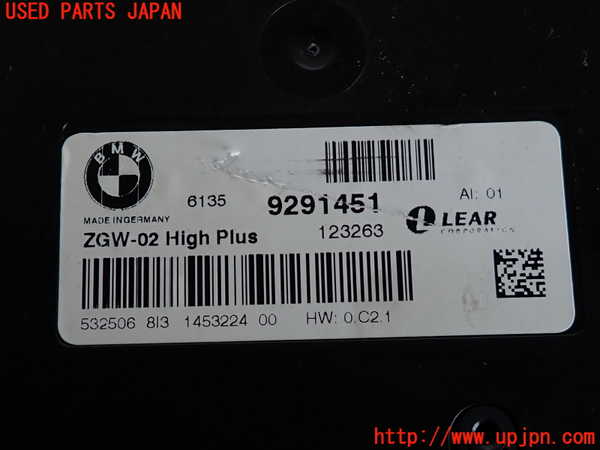 USED PARTS JAPAN
BMW
6135 9291451 AI: 01
MADE IN GERMANY
LEAR
CORPORATION
ZGW-02 High Plus 123263
532506 8I3 1453224 00 HW: 0.C2.1
http://www.upjpn.com/